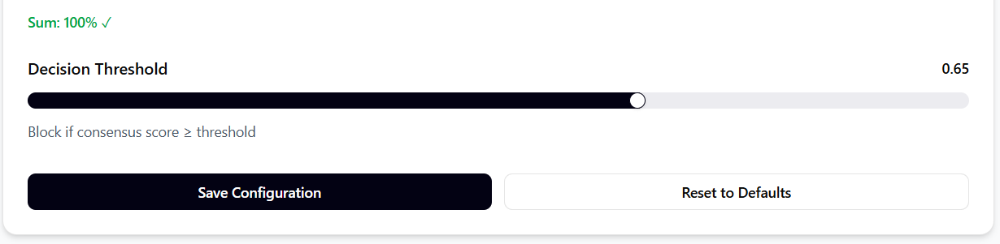 Sum: 100% ✓
Decision Threshold 0.65
Block if consensus score ≥ threshold
Save Configuration Reset to Defaults